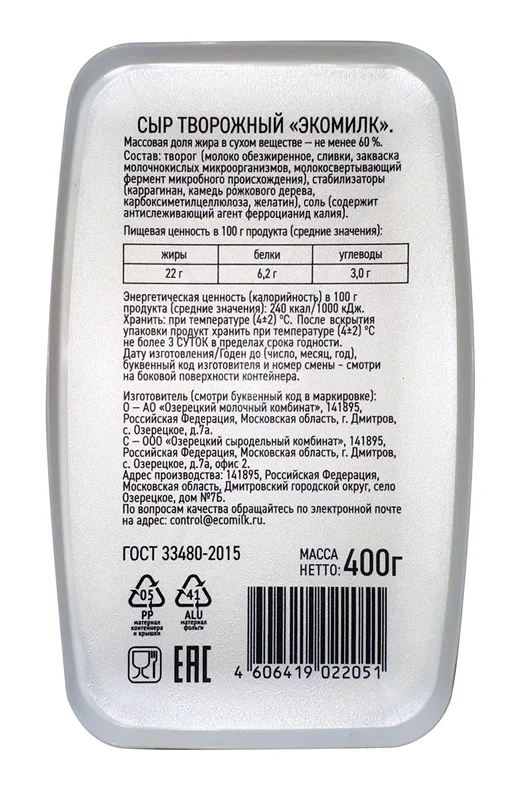 СЫР ТВОРОЖНЫЙ «ЭКОМИЛК».
Массовая доля жира в сухом веществе – не менее 60 %.
Состав: творог (молоко обезжиренное, сливки, закваска
молочнокислых микроорганизмов, молокосвертывающий
фермент микробного происхождения), стабилизаторы
(каррагинан, камедь рожкового дерева,
карбоксиметилцеллюлоза, желатин), соль (содержит
антислеживающий агент ферроцианид калия).
Пищевая ценность в 100 г продукта (средние значения):
жиры белки углеводы
22 г 6,2 г 3,0 г
Энергетическая ценность (калорийность) в 100 г
продукта (средние значения): 240 ккал/1000 кДж.
Хранить: при температуре (4±2) °С. После вскрытия
упаковки продукт хранить при температуре (4±2) °С
не более 3 СУТОК в пределах срока годности.
Дату изготовления/Годен до (число, месяц, год),
буквенный код изготовителя и номер смены – смотри
на боковой поверхности контейнера.
Изготовитель (смотри буквенный код в маркировке):
О – АО «Озерецкий молочный комбинат», 141895,
Российская Федерация, Московская область, г. Дмитров,
с. Озерецкое, д.7а.
С – ООО «Озерецкий сыродельный комбинат», 141895,
Российская Федерация, Московская область, г. Дмитров,
с. Озерецкое, д.7а, офис 2.
Адрес производства: 141895, Российская Федерация,
Московская область, Дмитровский городской округ, село
Озерецкое, дом №7Б.
По вопросам качества обращайтесь по электронной почте
на адрес: control@ecomilk.ru.
ГОСТ 33480-2015
МАССА
НЕТТО: 400г
05 41
PP ALU
материал контейнера и крышки
материал фольги
EAC
4 606419 022051